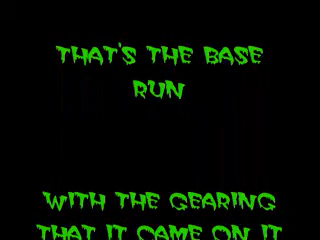 THAT'S THE BASE
RUN
WITH THE GEARING
THAT IT CAME ON IT